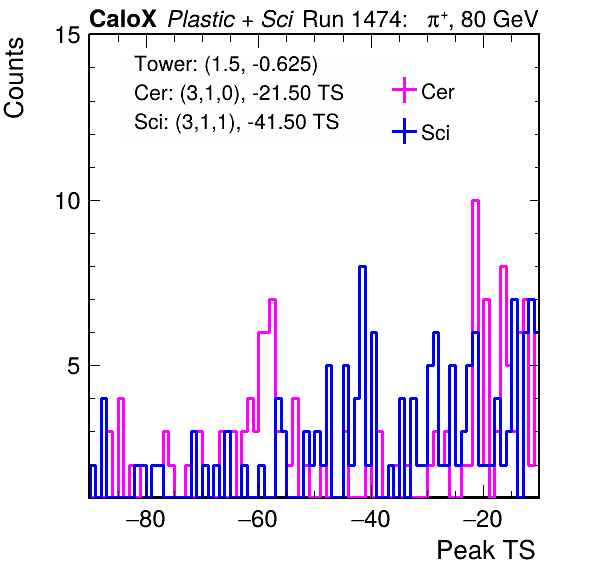 CaloX Plastic + Sci Run 1474: π⁺, 80 GeV
Counts
15
10
5
Tower: (1.5, -0.625)
Cer: (3,1,0), -21.50 TS
Sci: (3,1,1), -41.50 TS
Cer
Sci
−80 −60 −40 −20
Peak TS